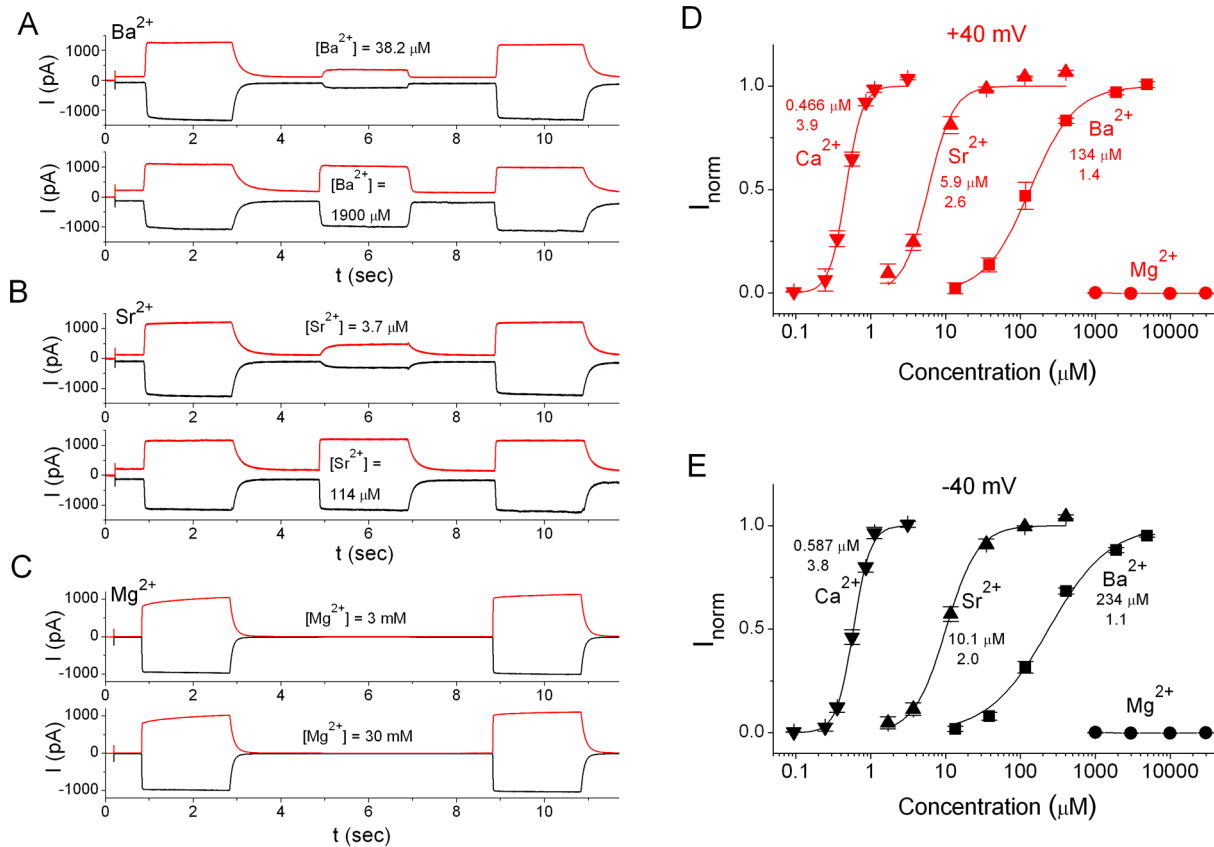 A
Ba2+
[Ba2+] = 38.2 μM
1000
0
-1000
I (pA)
0 2 4 6 8 10
[Ba2+] =
1900 μM
1000
0
-1000
I (pA)
0 2 4 6 8 10
t (sec)
B
Sr2+
[Sr2+] = 3.7 μM
1000
0
-1000
I (pA)
0 2 4 6 8 10
[Sr2+] =
114 μM
1000
0
-1000
I (pA)
0 2 4 6 8 10
C
Mg2+
[Mg2+] = 3 mM
1000
0
-1000
I (pA)
0 2 4 6 8 10
[Mg2+] = 30 mM
1000
0
-1000
I (pA)
0 2 4 6 8 10
t (sec)
D
+40 mV
1.0
0.5
0.0
Inorm
0.466 μM
3.9
Ca2+
Sr2+
5.9 μM
2.6
Ba2+
134 μM
1.4
Mg2+
0.1 1 10 100 1000 10000
Concentration (μM)
E
-40 mV
1.0
0.5
0.0
Inorm
0.587 μM
3.8
Ca2+
Sr2+
10.1 μM
2.0
Ba2+
234 μM
1.1
Mg2+
0.1 1 10 100 1000 10000
Concentration (μM)